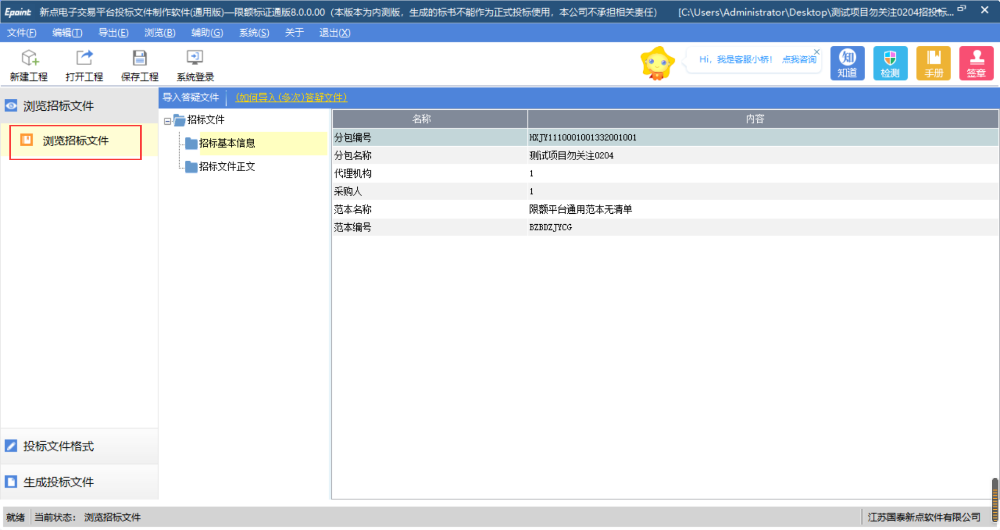 Epoint 新点电子交易平台投标文件制作软件(通用版)—限额标证通版8.0.0.00（本版本为内测版，生成的标书不能作为正式投标使用，本公司不承担相关责任） [C:\Users\Administrator\Desktop\测试项目勿关注0204招投标...
文件(F) 编辑(T) 导出(E) 浏览(B) 辅助(G) 系统(S) 关于 退出(X)
新建工程 打开工程 保存工程 系统登录
Hi，我是客服小桥！ 点我咨询
知
知道 检测 手册 签章
浏览招标文件
浏览招标文件
投标文件格式
生成投标文件
导入答疑文件 (如何导入(多次)答疑文件)
招标文件
招标基本信息
招标文件正文
名称 内容
分包编号 HXJY1110001001332001001
分包名称 测试项目勿关注0204
代理机构 1
采购人 1
范本名称 限额平台通用范本无清单
范本编号 BZBDZJYCG
就绪 当前状态： 浏览招标文件 江苏国泰新点软件有限公司